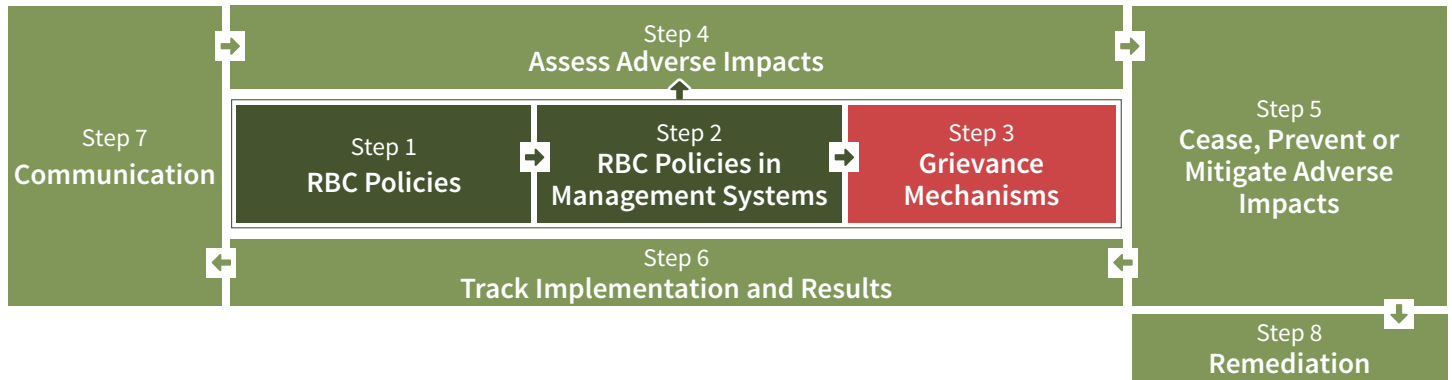 Step 4
Assess Adverse Impacts
Step 7
Communication
Step 1
RBC Policies
Step 2
RBC Policies in
Management Systems
Step 3
Grievance
Mechanisms
Step 5
Cease, Prevent or
Mitigate Adverse
Impacts
Step 6
Track Implementation and Results
Step 8
Remediation